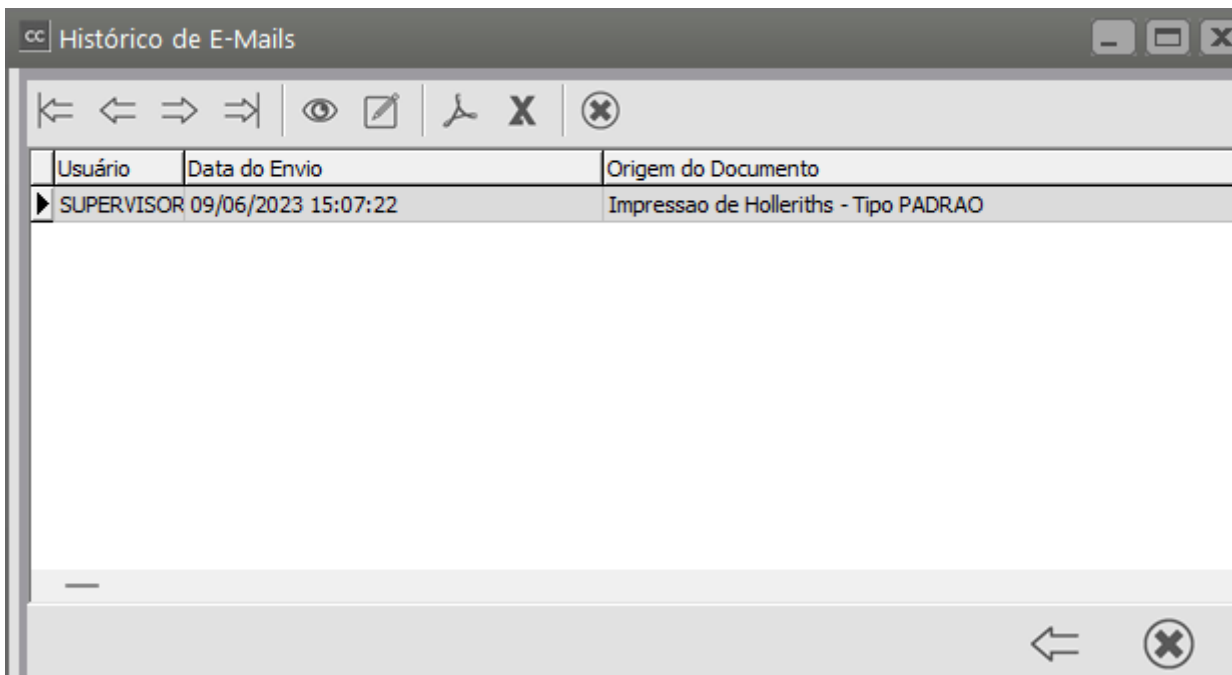 cc Histórico de E-Mails
Usuário Data do Envio Origem do Documento
SUPERVISOR 09/06/2023 15:07:22 Impressao de Holleriths - Tipo PADRAO